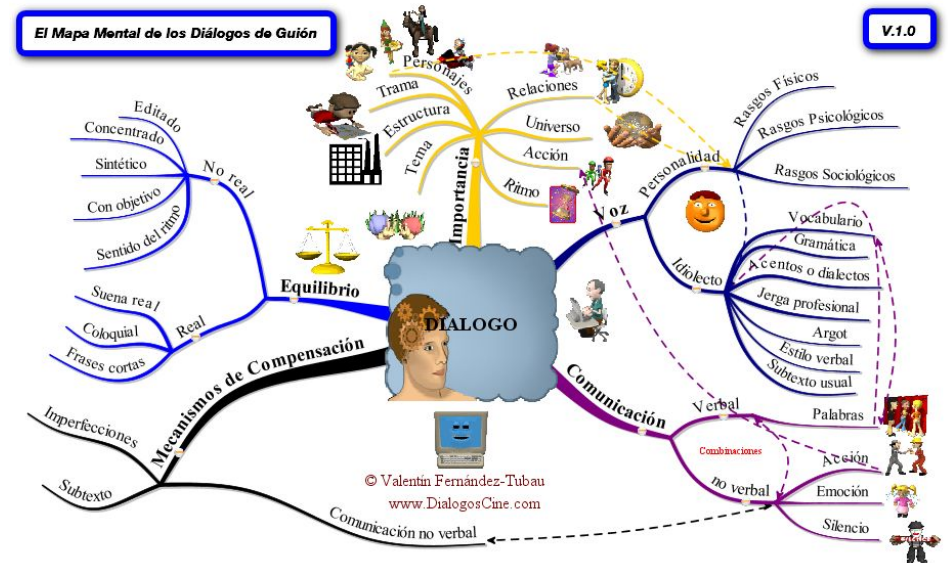 El Mapa Mental de los Diálogos de Guión
V.1.0
DIALOGO
Importancia
Personajes
Trama
Estructura
Tema
Relaciones
Universo
Acción
Ritmo
Voz
Personalidad
Rasgos Físicos
Rasgos Psicológicos
Rasgos Sociológicos
Idiolecto
Vocabulario
Gramática
Acentos o dialectos
Jerga profesional
Argot
Estilo verbal
Subtexto usual
Comunicación
Verbal
Palabras
Combinaciones
no verbal
Acción
Emoción
Silencio
Equilibrio
No real
Editado
Concentrado
Sintético
Con objetivo
Sentido del ritmo
Real
Suena real
Coloquial
Frases cortas
Mecanismos de Compensación
Imperfecciones
Subtexto
Comunicación no verbal
© Valentín Fernández-Tubau
www.DialogosCine.com